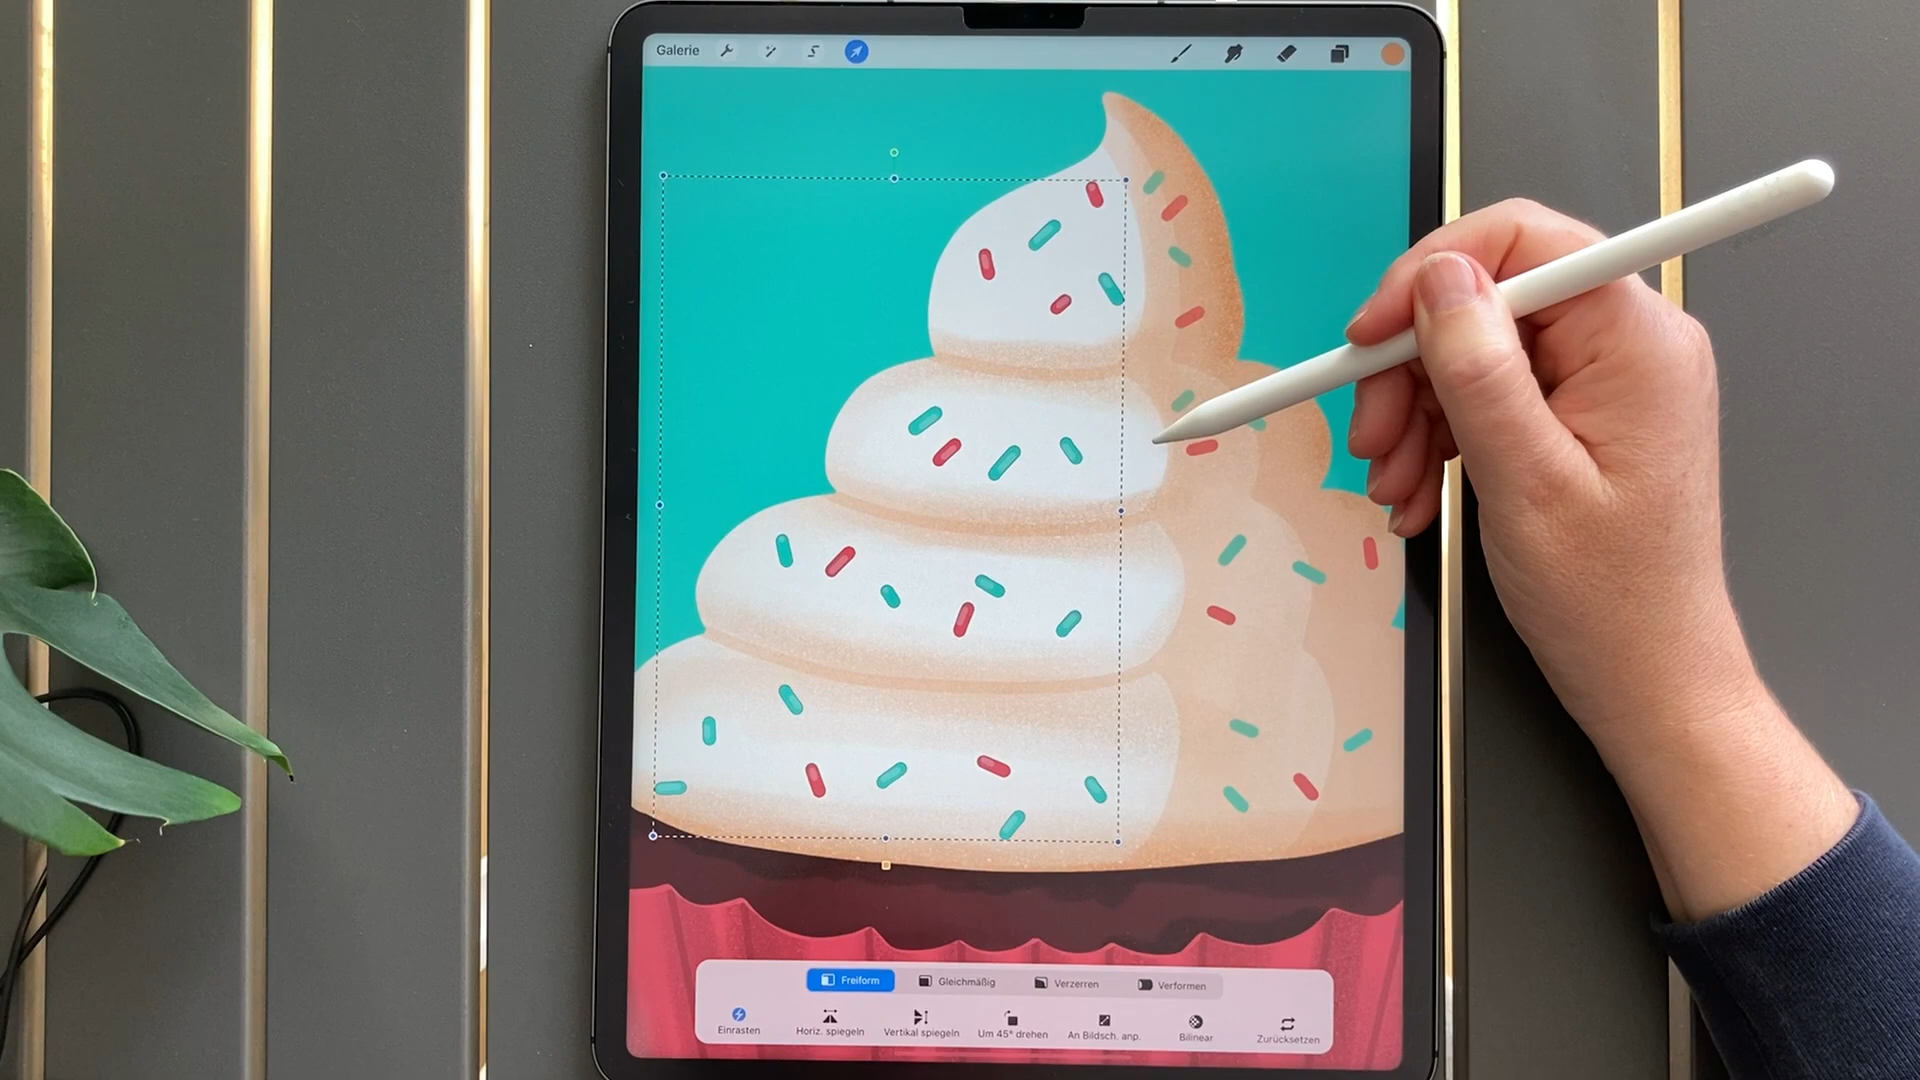 Galerie
Freiform Gleichmäßig Verzerren Verformen
Einrasten Horiz. spiegeln Vertikal spiegeln Um 45° drehen An Bildsch. anp. Bilinear Zurücksetzen